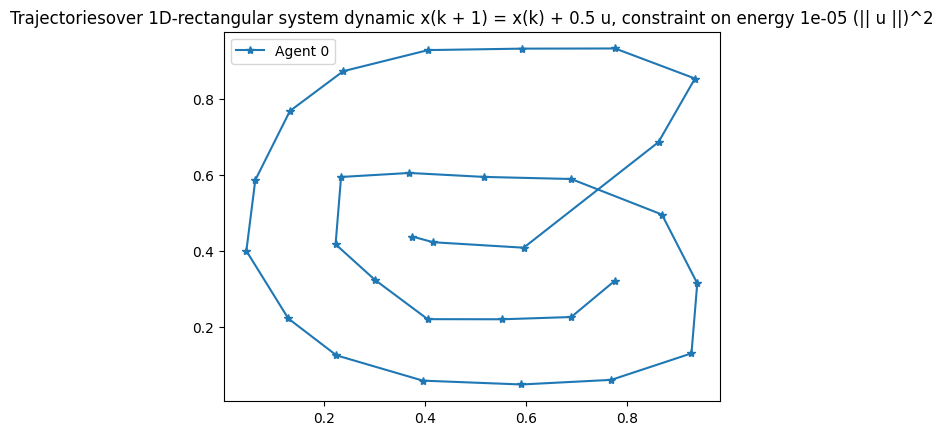 Trajectoriesover 1D-rectangular system dynamic x(k + 1) = x(k) + 0.5 u, constraint on energy 1e-05 (|| u ||)^2
Agent 0
0.8
0.6
0.4
0.2
0.2 0.4 0.6 0.8